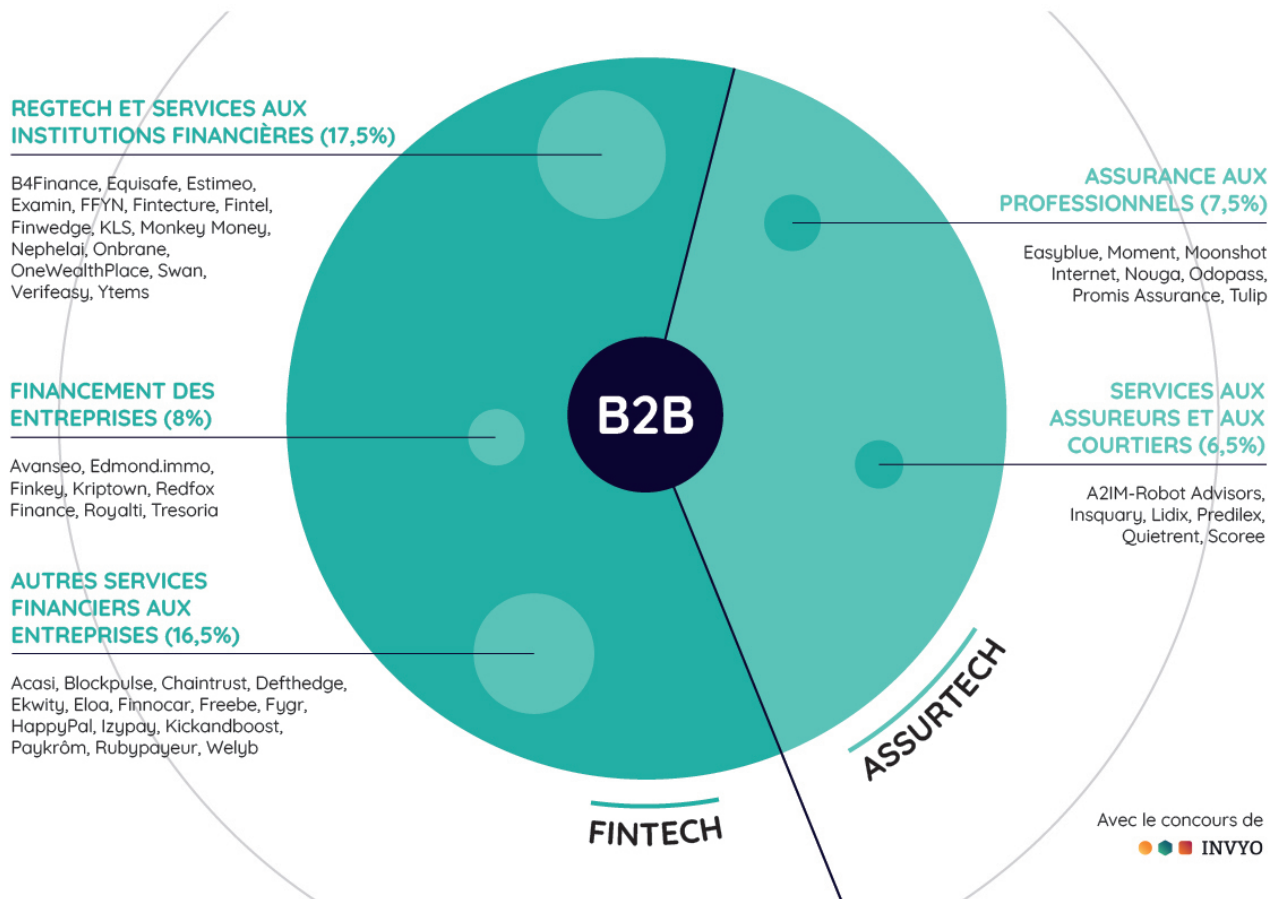 REGTECH ET SERVICES AUX
INSTITUTIONS FINANCIÈRES (17,5%)
B4Finance, Equisafe, Estimeo,
Examin, FFYN, Fintecture, Fintel,
Finwedge, KLS, Monkey Money,
Nephelai, Onbrane,
OneWealthPlace, Swan,
Verifeasy, Ytems
FINANCEMENT DES
ENTREPRISES (8%)
Avanseo, Edmond.immo,
Finkey, Kriptown, Redfox
Finance, Royalti, Tresoria
AUTRES SERVICES
FINANCIERS AUX
ENTREPRISES (16,5%)
Acasi, Blockpulse, Chaintrust, Defthedge,
Ekwity, Eloa, Finnocar, Freebe, Fygr,
HappyPal, Izypay, Kickandboost,
Paykrôm, Rubypayeur, Welyb
B2B
FINTECH
ASSURTECH
ASSURANCE AUX
PROFESSIONNELS (7,5%)
Easyblue, Moment, Moonshot
Internet, Nouga, Odopass,
Promis Assurance, Tulip
SERVICES AUX
ASSUREURS ET AUX
COURTIERS (6,5%)
A2IM-Robot Advisors,
Insquary, Lidix, Predilex,
Quietrent, Scoree
Avec le concours de
INVYO